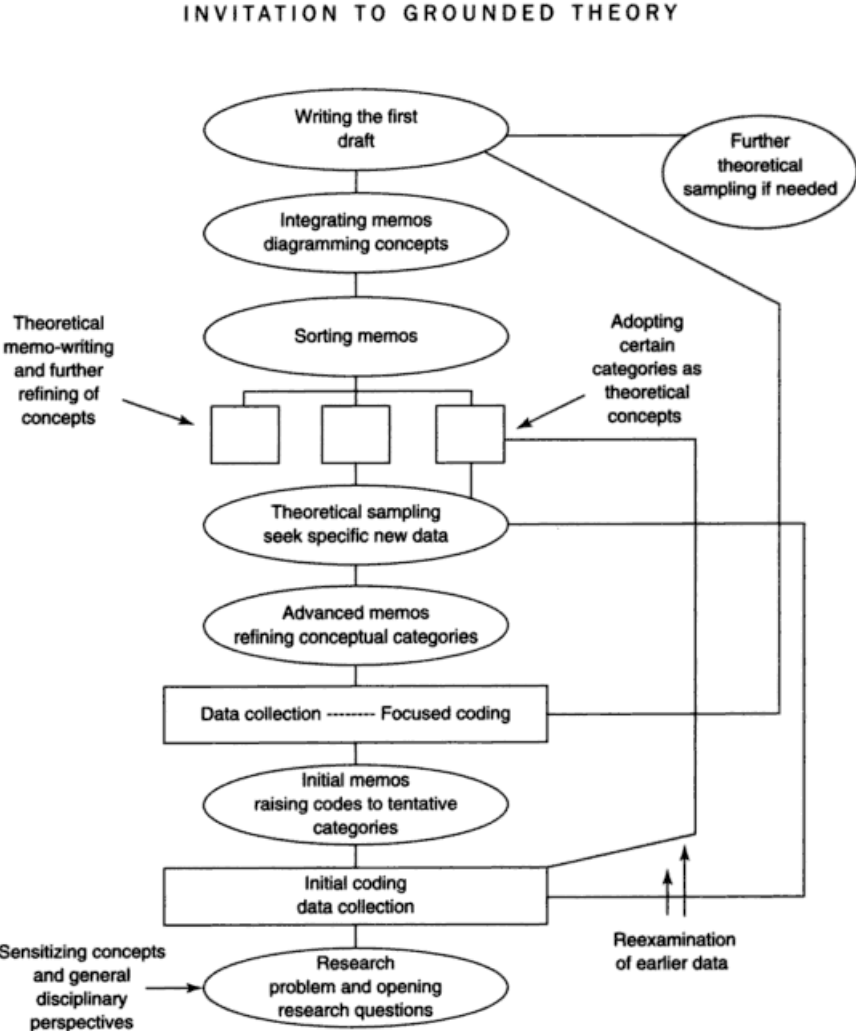 INVITATION TO GROUNDED THEORY
Writing the first
draft
Further
theoretical
sampling if needed
Integrating memos
diagramming concepts
Sorting memos
Theoretical
memo-writing
and further
refining of
concepts
Adopting
certain
categories as
theoretical
concepts
Theoretical sampling
seek specific new data
Advanced memos
refining conceptual categories
Data collection -------- Focused coding
Initial memos
raising codes to tentative
categories
Initial coding
data collection
Reexamination
of earlier data
Sensitizing concepts
and general
disciplinary
perspectives
Research
problem and opening
research questions